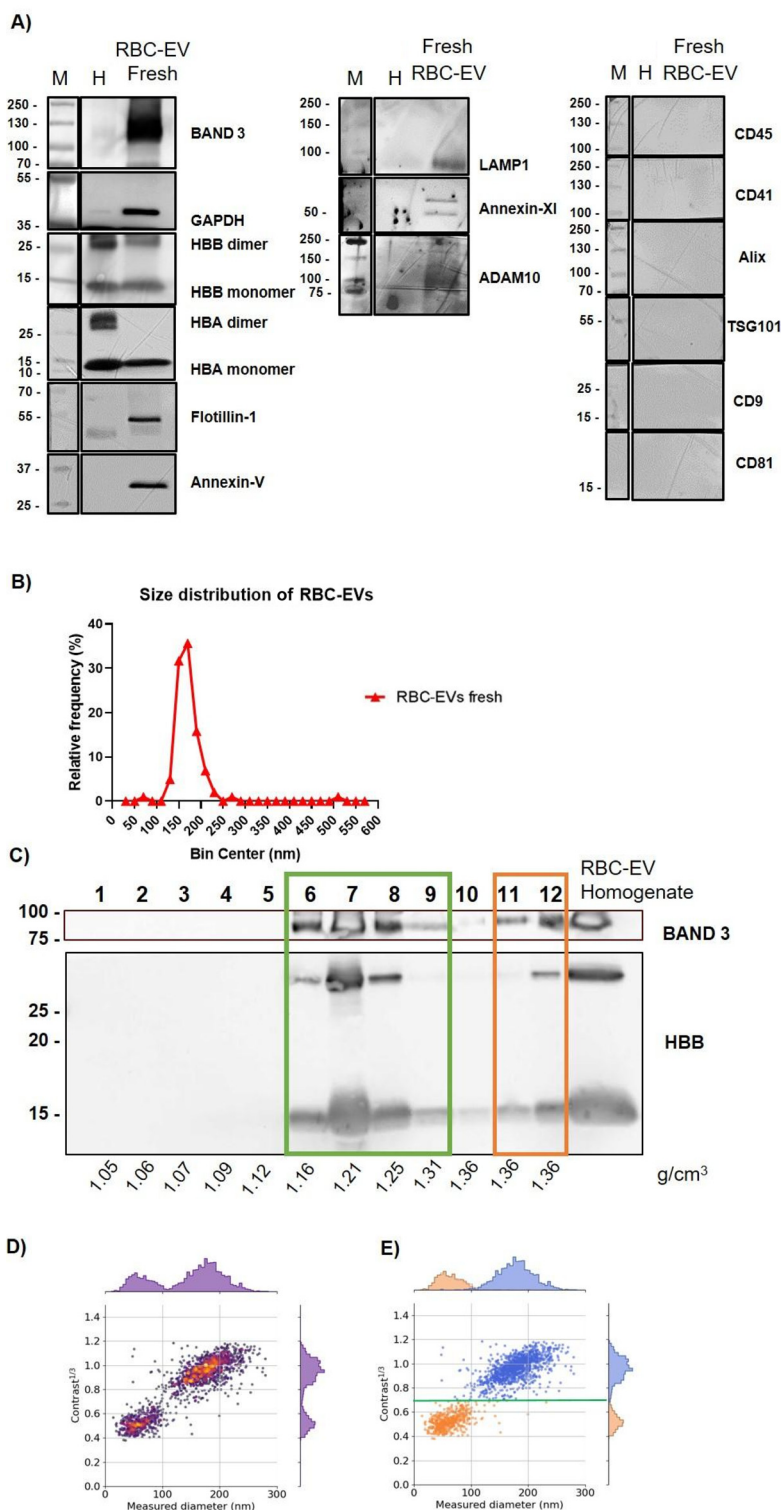 A)
RBC-EV
M H Fresh
250 -
130 -
100 -
70 -
BAND 3
55 -
35 -
GAPDH
25 -
15 -
HBB dimer
HBB monomer
25 -
15 -
10 -
HBA dimer
HBA monomer
70 -
55 -
Flotillin-1
37 -
25 -
Annexin-V
Fresh
M H RBC-EV
250 -
150 -
100 -
LAMP1
50 -
Annexin-XI
250 -
150 -
100 -
75 -
ADAM10
Fresh
M H RBC-EV
250 -
130 -
100 -
CD45
250 -
130 -
100 -
CD41
250 -
130 -
100 -
70 -
Alix
55 -
TSG101
25 -
15 -
CD9
15 -
CD81
B)
Size distribution of RBC-EVs
Relative frequency (%)
40
30
20
10
0
0 50 100 150 200 250 300 350 400 450 500 550 600
Bin Center (nm)
RBC-EVs fresh
C)
RBC-EV
1 2 3 4 5 6 7 8 9 10 11 12 Homogenate
100 -
75 -
BAND 3
25 -
20 -
15 -
HBB
1.05 1.06 1.07 1.09 1.12 1.16 1.21 1.25 1.31 1.36 1.36 1.36 g/cm³
D)
Contrast1/3
1.4
1.2
1.0
0.8
0.6
0.4
0.2
0.0
0 100 200 300
Measured diameter (nm)
E)
Contrast1/3
1.4
1.2
1.0
0.8
0.6
0.4
0.2
0.0
0 100 200 300
Measured diameter (nm)